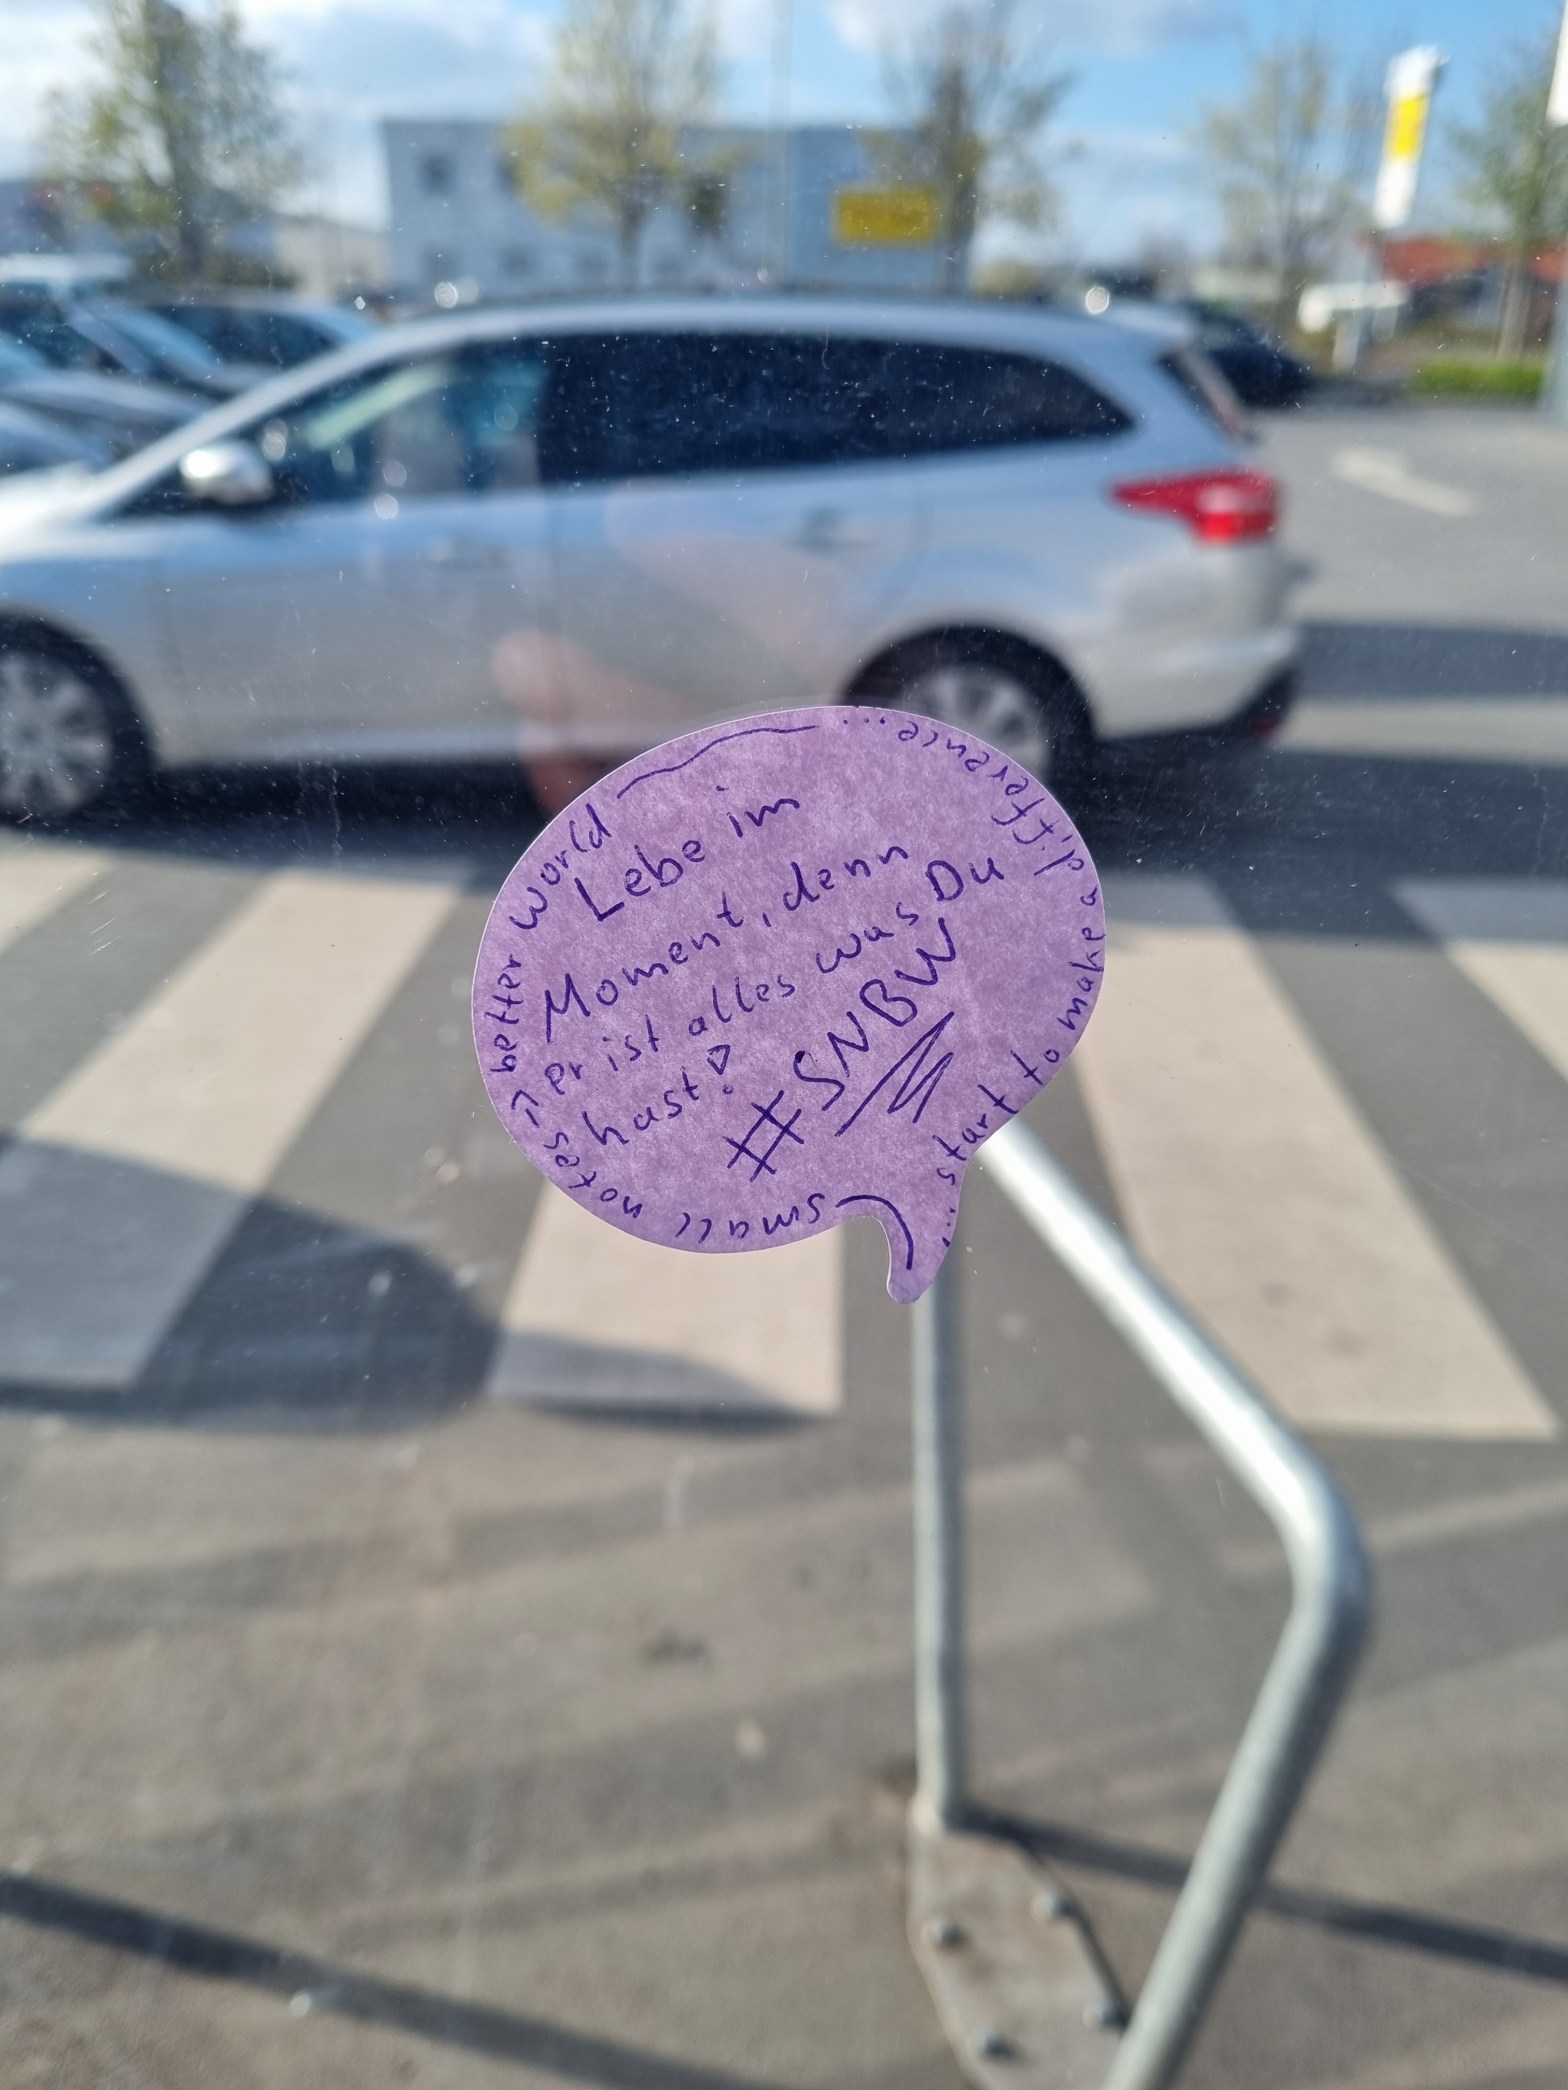 Lebe im
Moment, denn
er ist alles was Du
hast!
#SNBW
small notes → better world
... start to make a difference ...